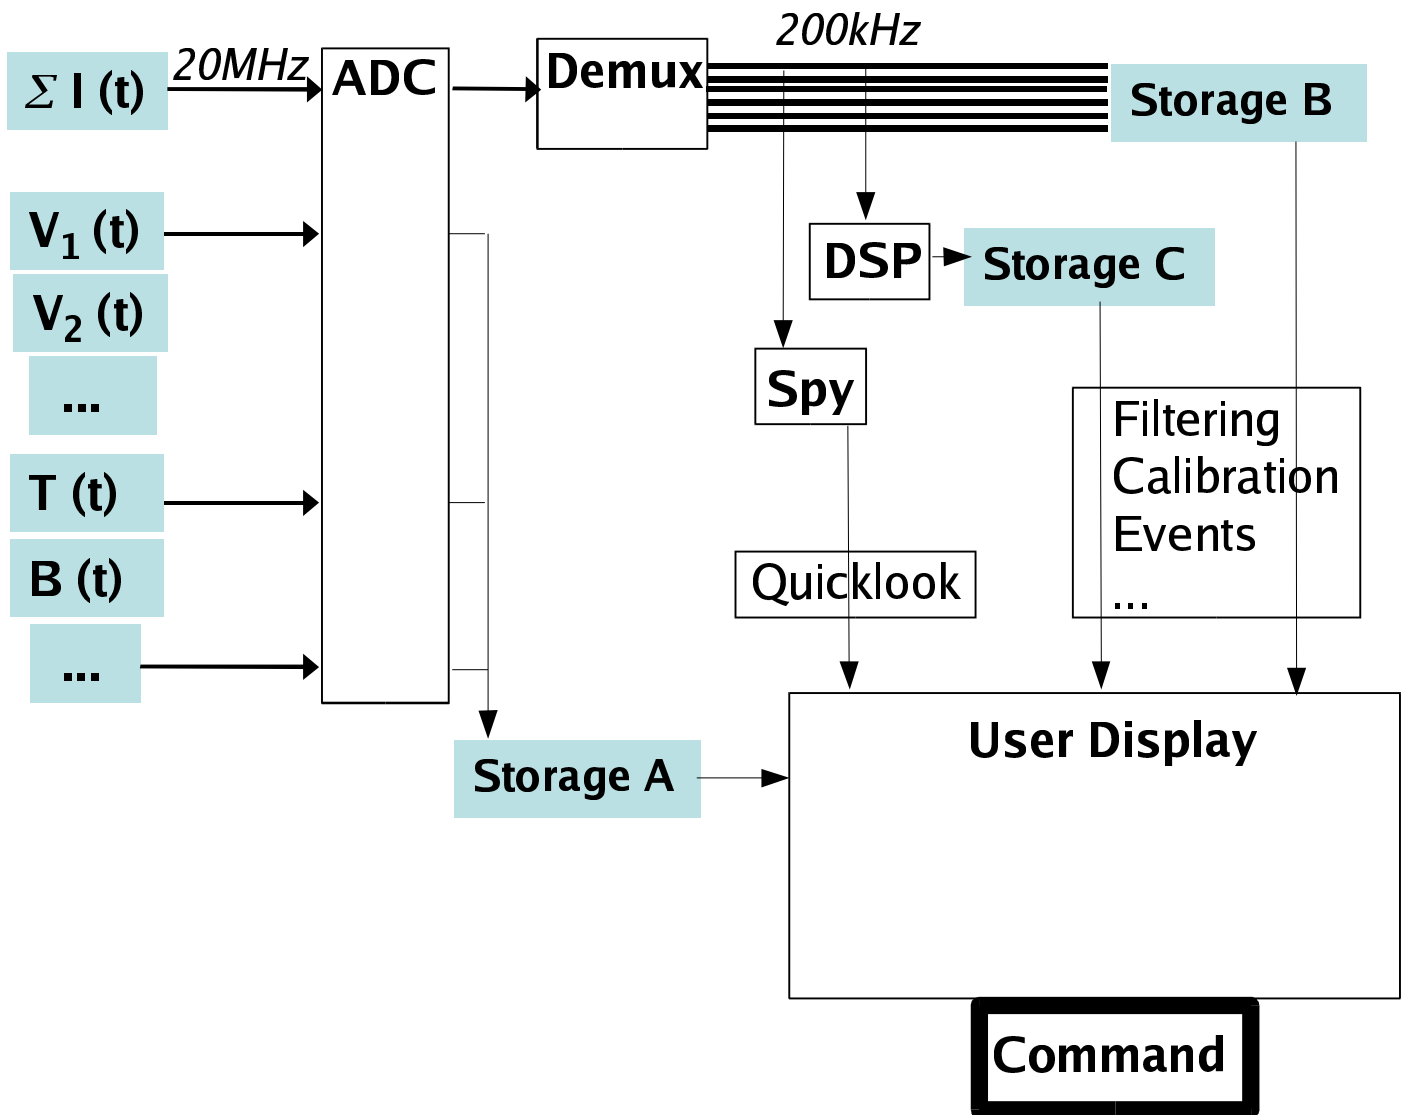 200kHz
20MHz
Σ I (t)
ADC
Demux
Storage B
V₁ (t)
V₂ (t)
...
DSP
Storage C
Spy
T (t)
B (t)
...
Quicklook
Filtering
Calibration
Events
...
Storage A
User Display
Command